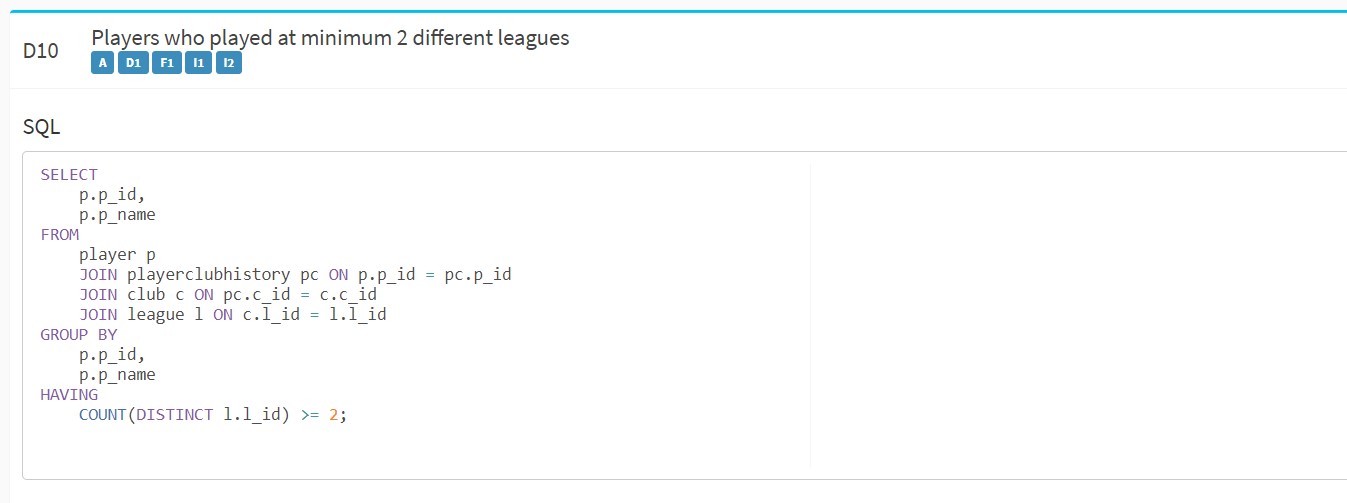 D10
Players who played at minimum 2 different leagues
A D1 F1 I1 I2
SQL
SELECT
    p.p_id,
    p.p_name
FROM
    player p
    JOIN playerclubhistory pc ON p.p_id = pc.p_id
    JOIN club c ON pc.c_id = c.c_id
    JOIN league l ON c.l_id = l.l_id
GROUP BY
    p.p_id,
    p.p_name
HAVING
    COUNT(DISTINCT l.l_id) >= 2;